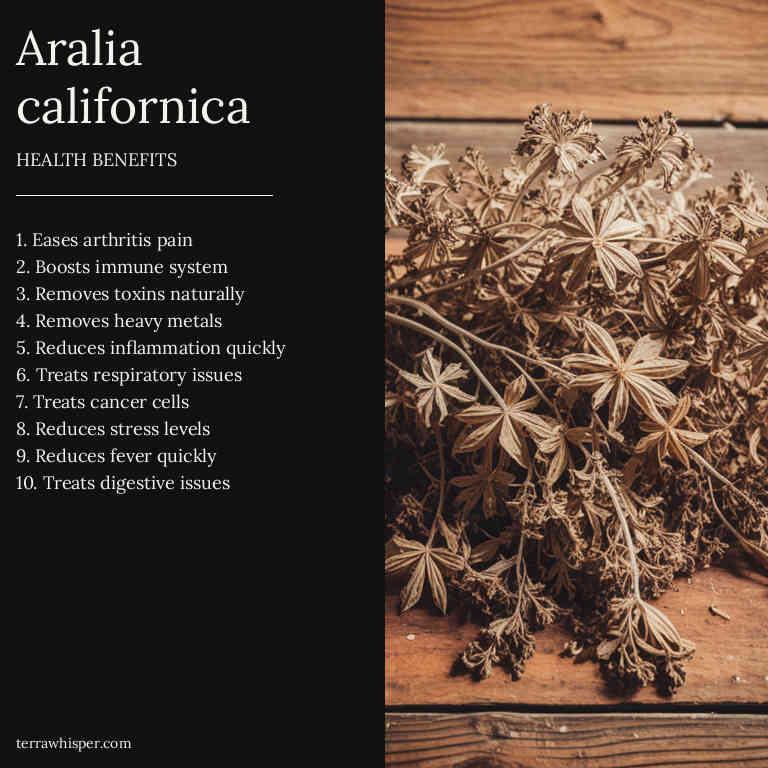 Aralia
californica
HEALTH BENEFITS
1. Eases arthritis pain
2. Boosts immune system
3. Removes toxins naturally
4. Removes heavy metals
5. Reduces inflammation quickly
6. Treats respiratory issues
7. Treats cancer cells
8. Reduces stress levels
9. Reduces fever quickly
10. Treats digestive issues
terrawhisper.com